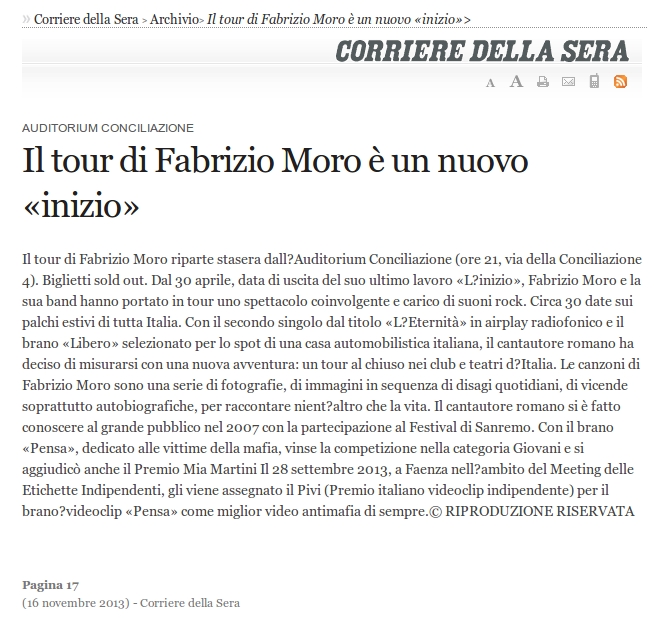 » Corriere della Sera > Archivio> Il tour di Fabrizio Moro è un nuovo «inizio»>
CORRIERE DELLA SERA
A A
AUDITORIUM CONCILIAZIONE
Il tour di Fabrizio Moro è un nuovo
«inizio»
Il tour di Fabrizio Moro riparte stasera dall?Auditorium Conciliazione (ore 21, via della Conciliazione
4). Biglietti sold out. Dal 30 aprile, data di uscita del suo ultimo lavoro «L?inizio», Fabrizio Moro e la
sua band hanno portato in tour uno spettacolo coinvolgente e carico di suoni rock. Circa 30 date sui
palchi estivi di tutta Italia. Con il secondo singolo dal titolo «L?Eternità» in airplay radiofonico e il
brano «Libero» selezionato per lo spot di una casa automobilistica italiana, il cantautore romano ha
deciso di misurarsi con una nuova avventura: un tour al chiuso nei club e teatri d?Italia. Le canzoni di
Fabrizio Moro sono una serie di fotografie, di immagini in sequenza di disagi quotidiani, di vicende
soprattutto autobiografiche, per raccontare nient?altro che la vita. Il cantautore romano si è fatto
conoscere al grande pubblico nel 2007 con la partecipazione al Festival di Sanremo. Con il brano
«Pensa», dedicato alle vittime della mafia, vinse la competizione nella categoria Giovani e si
aggiudicò anche il Premio Mia Martini Il 28 settembre 2013, a Faenza nell?ambito del Meeting delle
Etichette Indipendenti, gli viene assegnato il Pivi (Premio italiano videoclip indipendente) per il
brano?videoclip «Pensa» come miglior video antimafia di sempre.© RIPRODUZIONE RISERVATA
Pagina 17
(16 novembre 2013) - Corriere della Sera